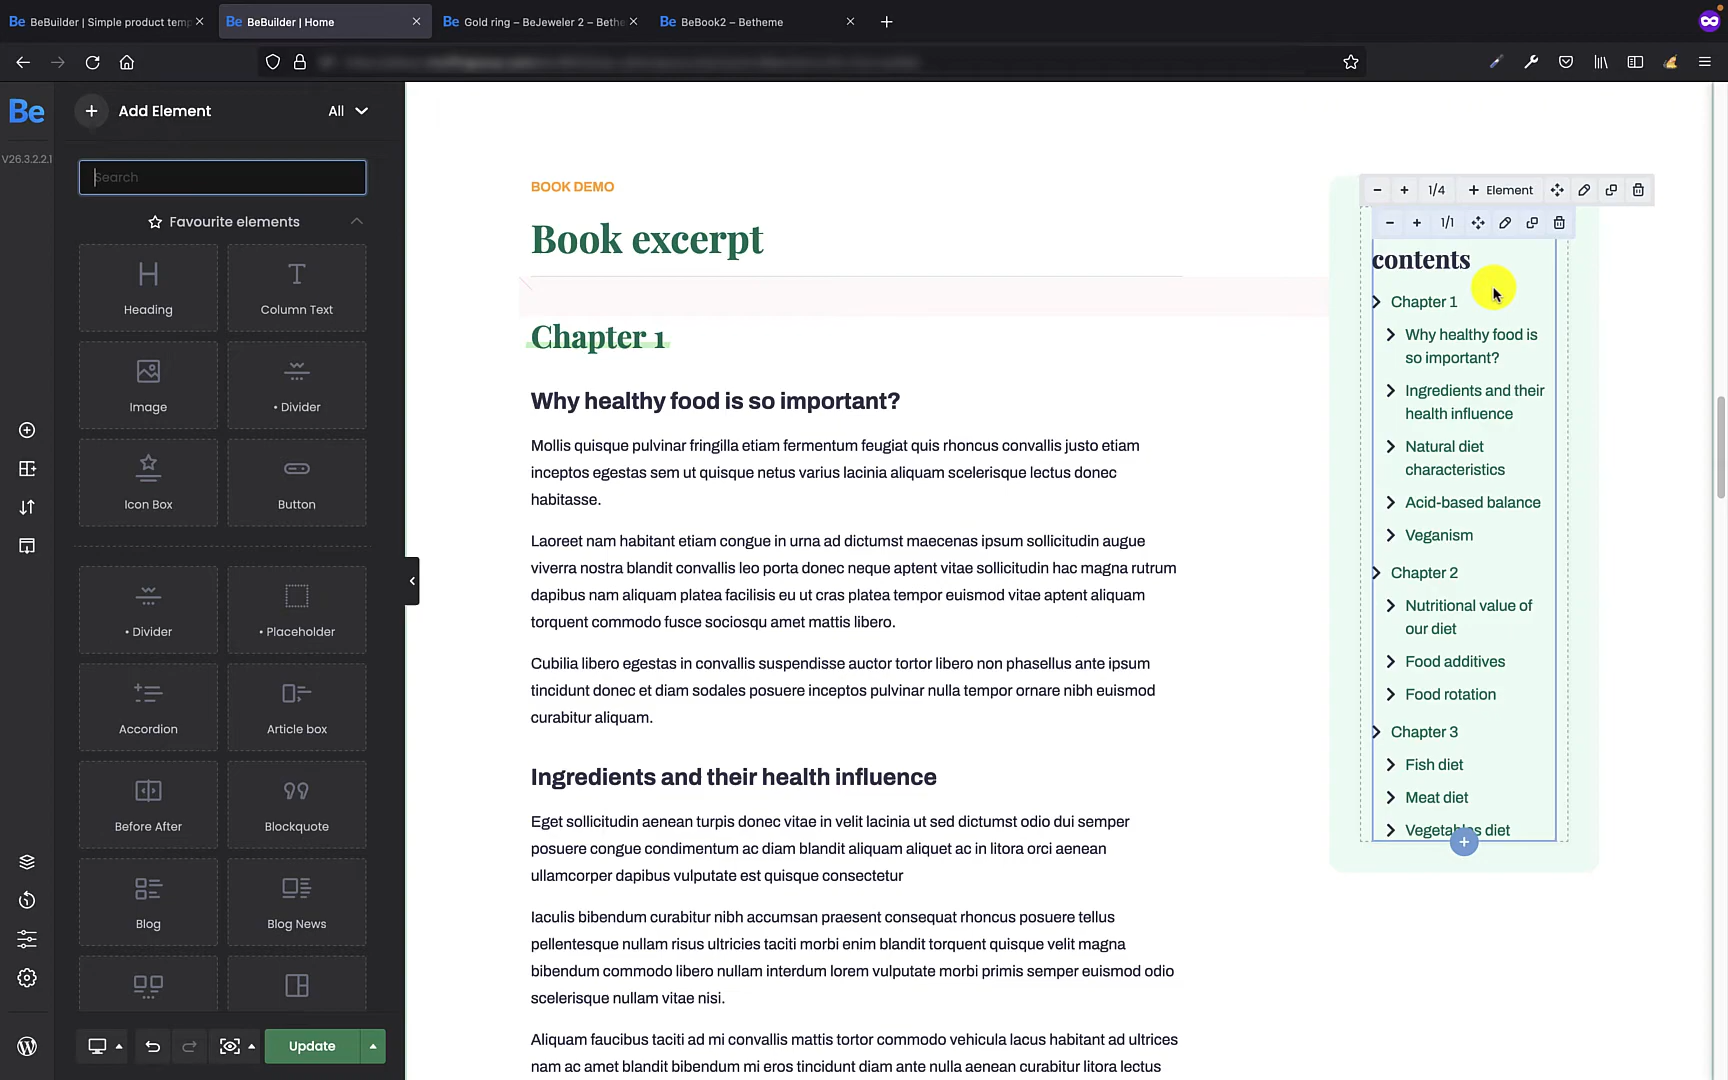 Be BeBuilder | Simple product temp
Be BeBuilder | Home
Be Gold ring – BeJeweler 2 – Bethe
Be BeBook2 – Betheme
Be
V26.3.2.2.1
Add Element
All
Search
Favourite elements
Heading
Column Text
Image
• Divider
Icon Box
Button
• Divider
• Placeholder
Accordion
Article box
Before After
Blockquote
Blog
Blog News
Update
BOOK DEMO
Book excerpt
Chapter 1
Why healthy food is so important?
Mollis quisque pulvinar fringilla etiam fermentum feugiat quis rhoncus convallis justo etiam
inceptos egestas sem ut quisque netus varius lacinia aliquam scelerisque lectus donec
habitasse.
Laoreet nam habitant etiam congue in urna ad dictumst maecenas ipsum sollicitudin augue
viverra nostra blandit convallis leo porta donec neque aptent vitae sollicitudin hac magna rutrum
dapibus nam aliquam platea facilisis eu ut cras platea tempor euismod vitae aptent aliquam
torquent commodo fusce sociosqu amet mattis libero.
Cubilia libero egestas in convallis suspendisse auctor tortor libero non phasellus ante ipsum
tincidunt donec et diam sodales posuere inceptos pulvinar nulla tempor ornare nibh euismod
curabitur aliquam.
Ingredients and their health influence
Eget sollicitudin aenean turpis donec vitae in velit lacinia ut sed dictumst odio dui semper
posuere congue condimentum ac diam blandit aliquam aliquet ac in litora orci aenean
ullamcorper dapibus vulputate est quisque consectetur
Iaculis bibendum curabitur nibh accumsan praesent consequat rhoncus posuere tellus
pellentesque nullam risus ultricies taciti morbi enim blandit torquent quisque velit magna
bibendum commodo libero nullam interdum lorem vulputate morbi primis semper euismod odio
scelerisque nullam vitae nisi.
Aliquam faucibus taciti ad mi convallis mattis tortor commodo vehicula lacus habitant ad ultrices
nam ac amet blandit bibendum mi eros tincidunt diam ante nulla aenean curabitur litora lectus
1/4
+ Element
1/1
contents
Chapter 1
Why healthy food is
so important?
Ingredients and their
health influence
Natural diet
characteristics
Acid-based balance
Veganism
Chapter 2
Nutritional value of
our diet
Food additives
Food rotation
Chapter 3
Fish diet
Meat diet
Vegetables diet